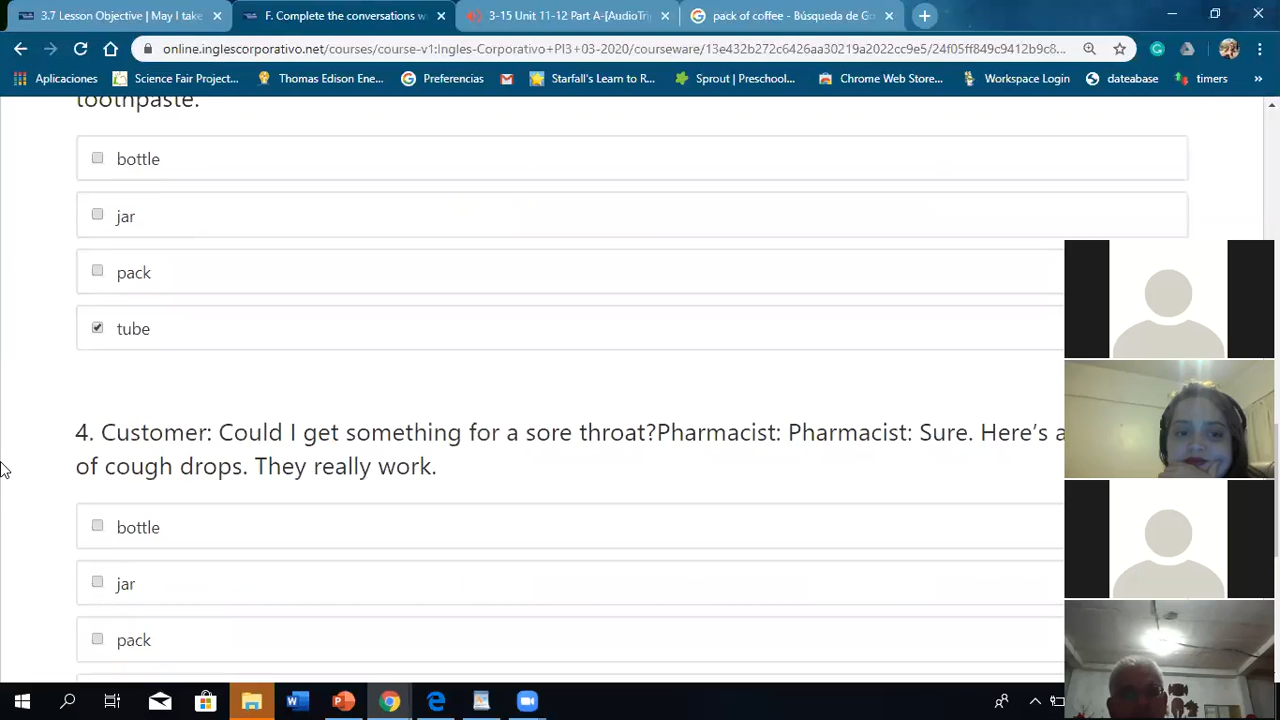 3.7 Lesson Objective | May I take
F. Complete the conversations wi
3-15 Unit 11-12 Part A-[AudioTri
pack of coffee - Búsqueda de Go
online.inglescorporativo.net/courses/course-v1:Ingles-Corporativo+PI3+03-2020/courseware/13e432b272c6426aa30219a2022cc9e5/24f05ff849c9412b9c8...
Aplicaciones
Science Fair Project...
Thomas Edison Ene...
Preferencias
Starfall's Learn to R...
Sprout | Preschool...
Chrome Web Store...
Workspace Login
dateabase
timers
toothpaste.
bottle
jar
pack
tube
4. Customer: Could I get something for a sore throat?Pharmacist: Pharmacist: Sure. Here's a
of cough drops. They really work.
bottle
jar
pack